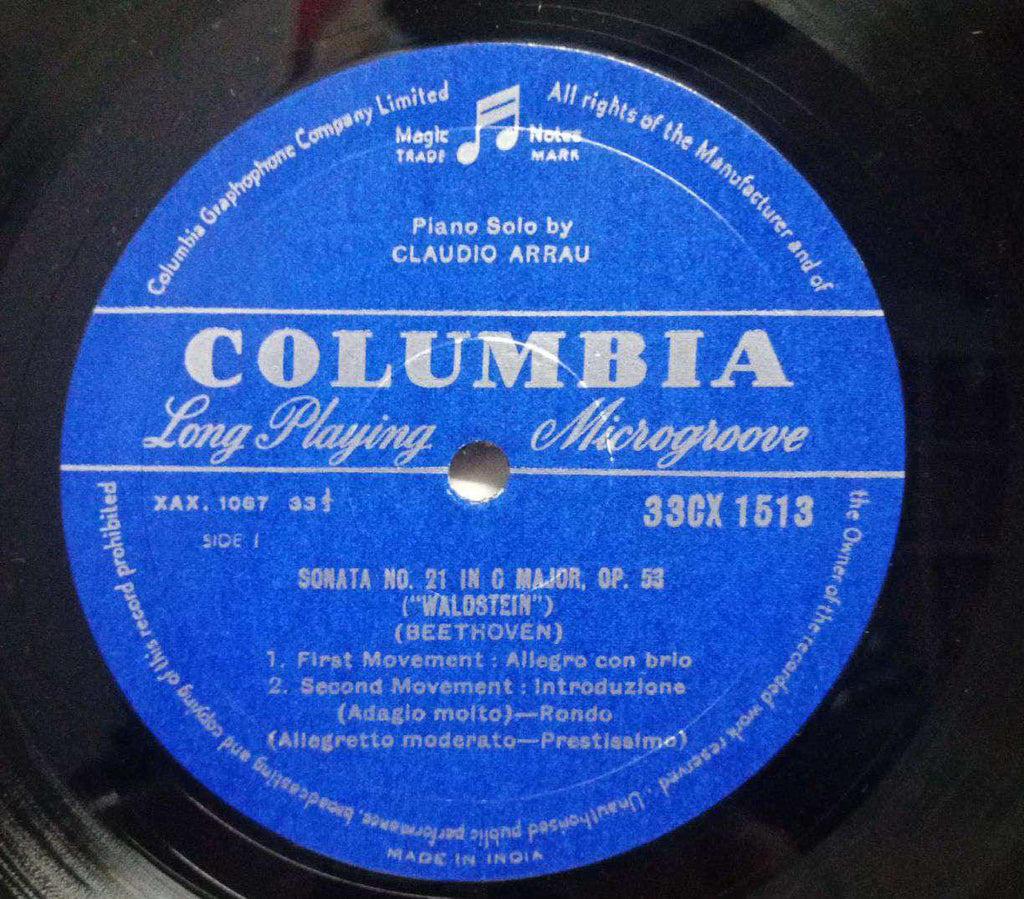 Columbia Graphophone Company Limited
All rights of the Manufacturer and of
the Owner of the recorded work reserved. Unauthorised public performance, broadcasting and copying of this record prohibited
Magic Notes
TRADE MARK
Piano Solo by
CLAUDIO ARRAU
COLUMBIA
Long Playing Microgroove
XAX. 1087 33⅓
33CX 1513
SIDE 1
SONATA NO. 21 IN C MAJOR, OP. 53
("WALDSTEIN")
(BEETHOVEN)
1. First Movement : Allegro con brio
2. Second Movement : Introduzione
(Adagio molto)—Rondo
(Allegretto moderato—Prestissimo)
MADE IN INDIA